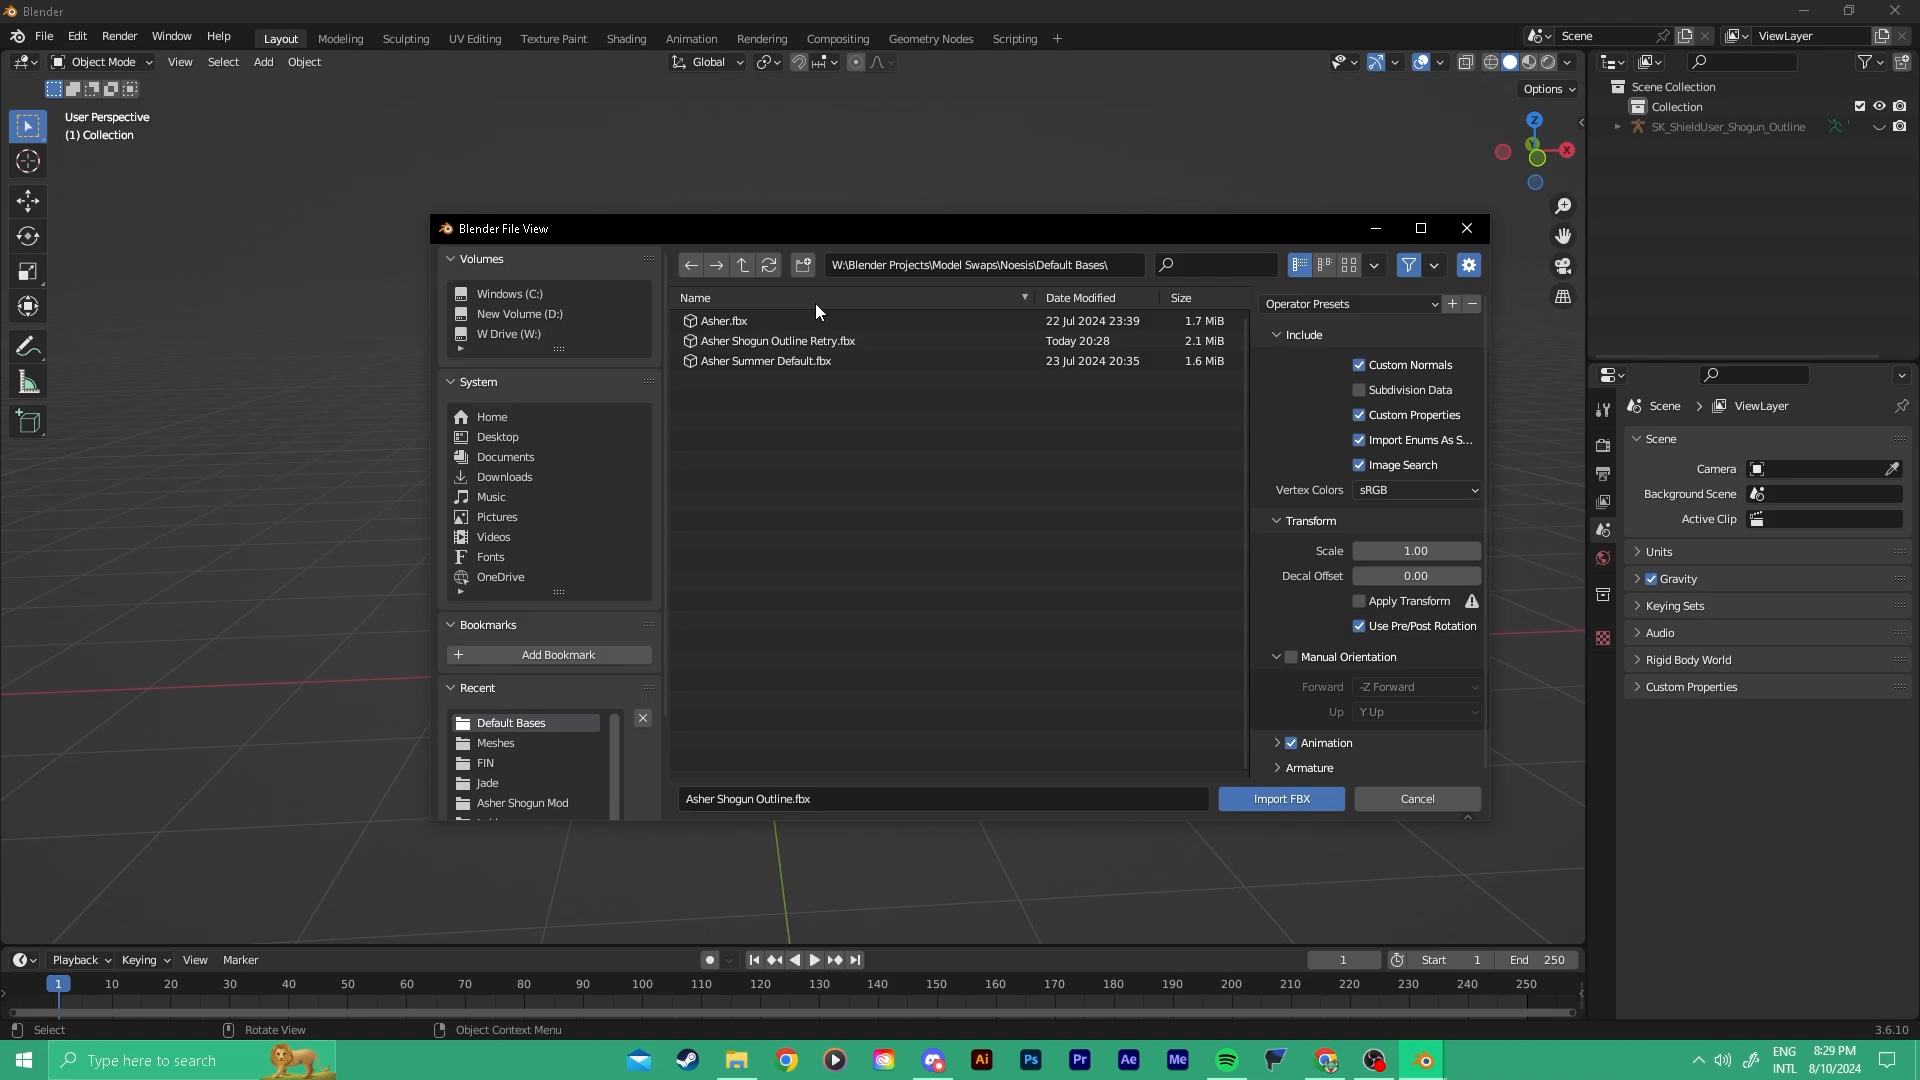 Blender
File Edit Render Window Help Layout Modeling Sculpting UV Editing Texture Paint Shading Animation Rendering Compositing Geometry Nodes Scripting + Scene ViewLayer
Object Mode View Select Add Object Global
Options
User Perspective
(1) Collection
Z
Y
X
Scene Collection
Collection
SK_ShieldUser_Shogun_Outline
Blender File View
Volumes
Windows (C:)
New Volume (D:)
W Drive (W:)
System
Home
Desktop
Documents
Downloads
Music
Pictures
Videos
Fonts
OneDrive
Bookmarks
Add Bookmark
Recent
Default Bases
Meshes
FIN
Jade
Asher Shogun Mod
W:\Blender Projects\Model Swaps\Noesis\Default Bases\
Name Date Modified Size
Asher.fbx 22 Jul 2024 23:39 1.7 MiB
Asher Shogun Outline Retry.fbx Today 20:28 2.1 MiB
Asher Summer Default.fbx 23 Jul 2024 20:35 1.6 MiB
Operator Presets
Include
Custom Normals
Subdivision Data
Custom Properties
Import Enums As S...
Image Search
Vertex Colors sRGB
Transform
Scale 1.00
Decal Offset 0.00
Apply Transform
Use Pre/Post Rotation
Manual Orientation
Forward -Z Forward
Up Y Up
Animation
Armature
Asher Shogun Outline.fbx Import FBX Cancel
Scene ViewLayer
Scene
Camera
Background Scene
Active Clip
Units
Gravity
Keying Sets
Audio
Rigid Body World
Custom Properties
Playback Keying View Marker 1 Start 1 End 250
1 10 20 30 40 50 60 70 80 90 100 110 120 130 140 150 160 170 180 190 200 210 220 230 240 250
Select Rotate View Object Context Menu 3.6.10
Type here to search Ai Ps Pr Ae Me ENG 8:29 PM
INTL 8/10/2024